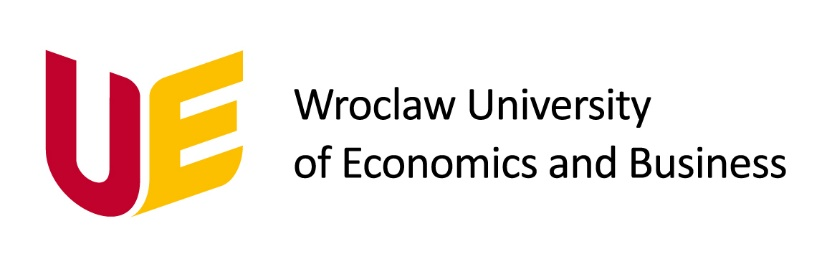 UE
Wroclaw University
of Economics and Business